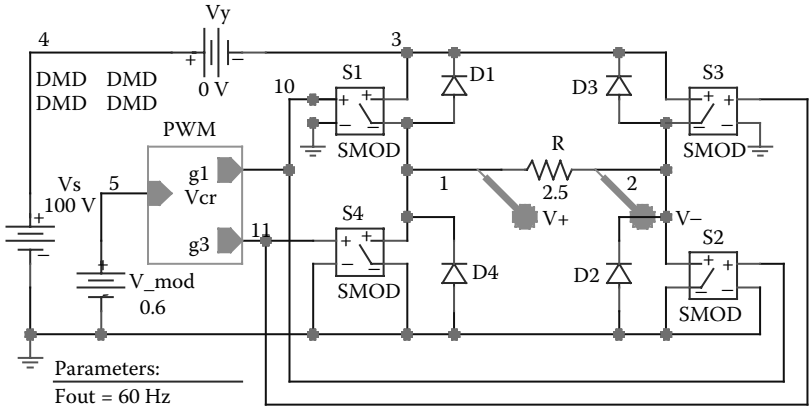 Vy
4
3
+
−
0 V
DMD DMD
DMD DMD
10
S1
+ +
− −
SMOD
D1
D3
S3
+ +
− −
SMOD
PWM
g1
Vcr
g3
5
Vs
100 V
+
−
R
2.5
1
2
V+
V−
11
S4
+ +
− −
SMOD
D4
D2
S2
+ +
− −
SMOD
+
−
V_mod
0.6
Parameters:
Fout = 60 Hz